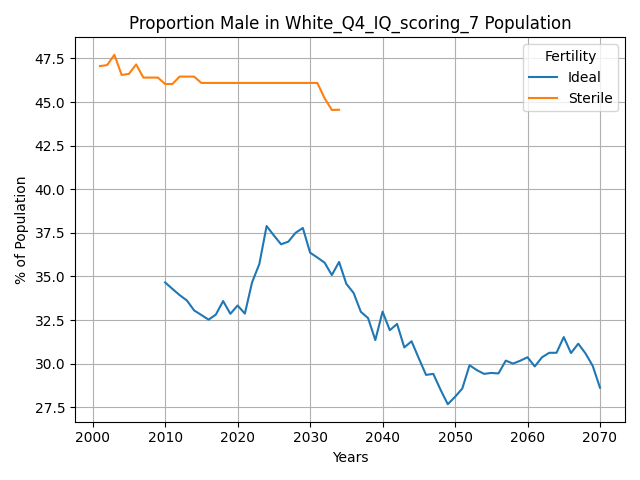 Proportion Male in White_Q4_IQ_scoring_7 Population
Fertility
Ideal
Sterile
% of Population
47.5
45.0
42.5
40.0
37.5
35.0
32.5
30.0
27.5
2000 2010 2020 2030 2040 2050 2060 2070
Years